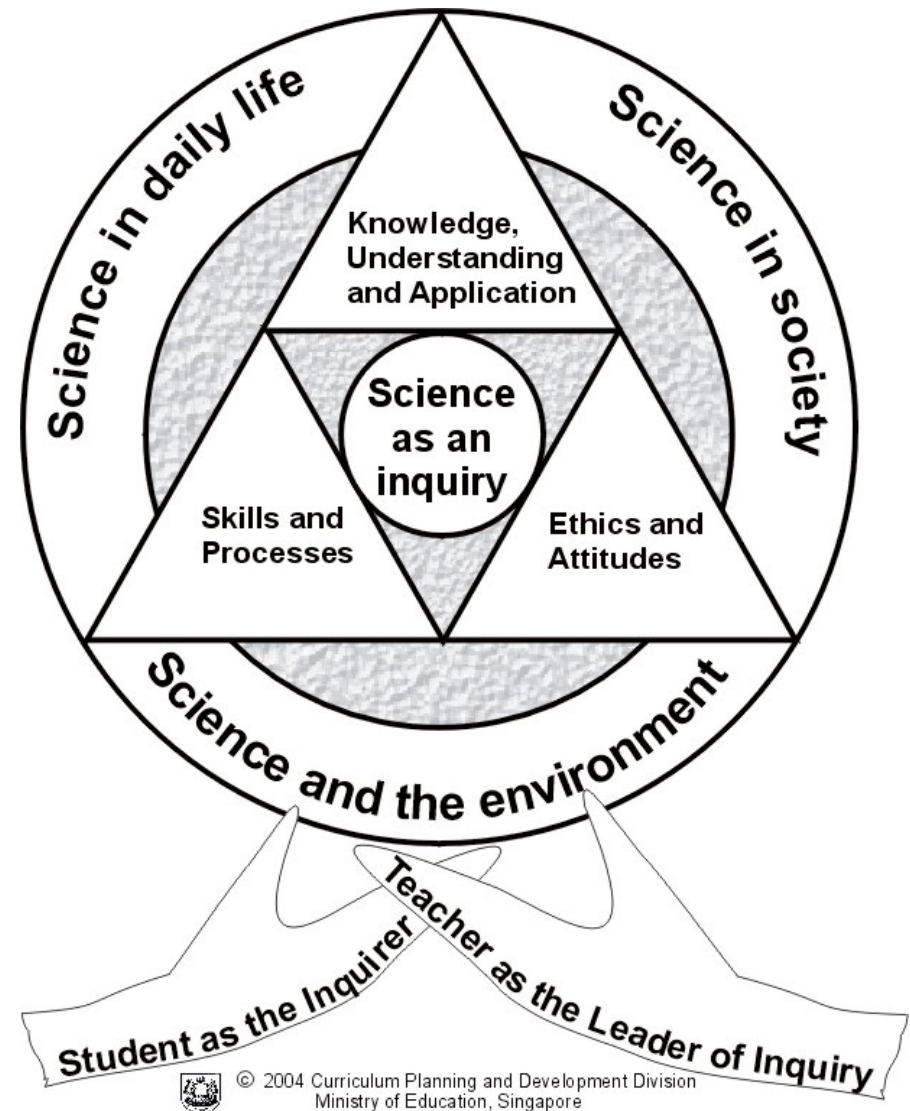 Science in daily life
Science in society
Knowledge,
Understanding
and Application
Science
as an
inquiry
Skills and
Processes
Ethics and
Attitudes
Science and the environment
Student as the Inquirer
Teacher as the Leader of Inquiry
© 2004 Curriculum Planning and Development Division
Ministry of Education, Singapore